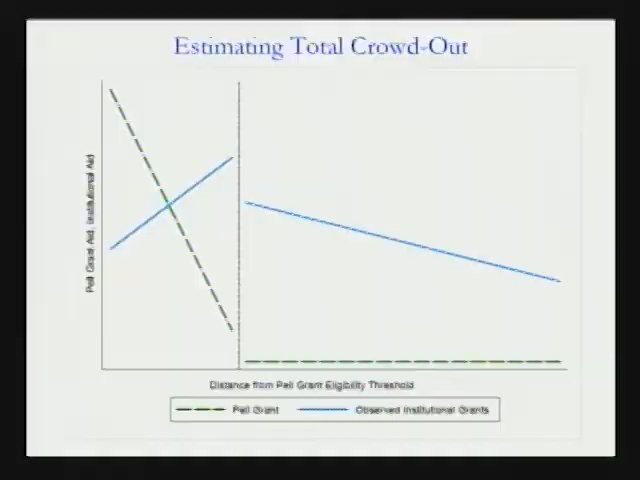 Estimating Total Crowd-Out
Pell Grant Aid, Institutional Aid
Distance from Pell Grant Eligibility Threshold
Pell Grant
Observed Institutional Grants